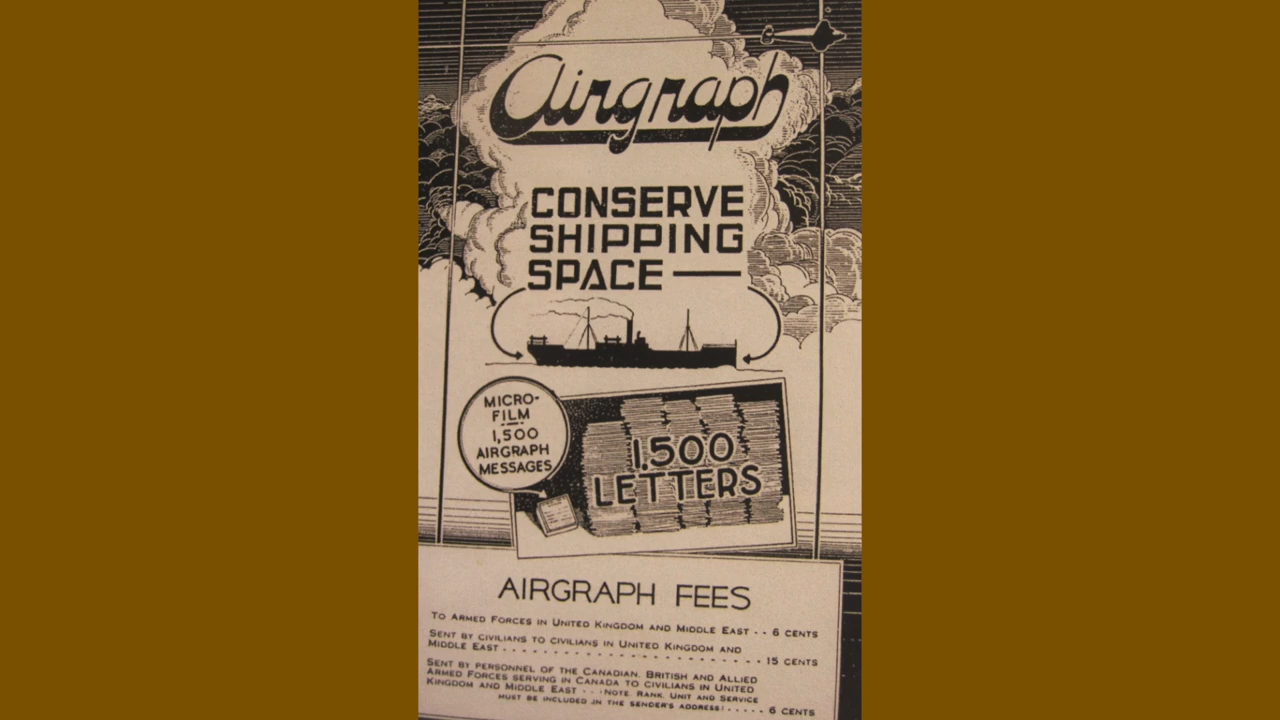 Airgraph
CONSERVE
SHIPPING
SPACE —
MICRO-
FILM
1,500
AIRGRAPH
MESSAGES
1,500
LETTERS
AIRGRAPH FEES
TO ARMED FORCES IN UNITED KINGDOM AND MIDDLE EAST - - 6 CENTS
SENT BY CIVILIANS TO CIVILIANS IN UNITED KINGDOM AND
MIDDLE EAST - - - - - - - - - - - - - - - - - - - - - - - - 15 CENTS
SENT BY PERSONNEL OF THE CANADIAN, BRITISH AND ALLIED
ARMED FORCES SERVING IN CANADA TO CIVILIANS IN UNITED
KINGDOM AND MIDDLE EAST - - - NOTE. RANK, UNIT AND SERVICE
MUST BE INCLUDED IN THE SENDER'S ADDRESS! - - - - - 6 CENTS